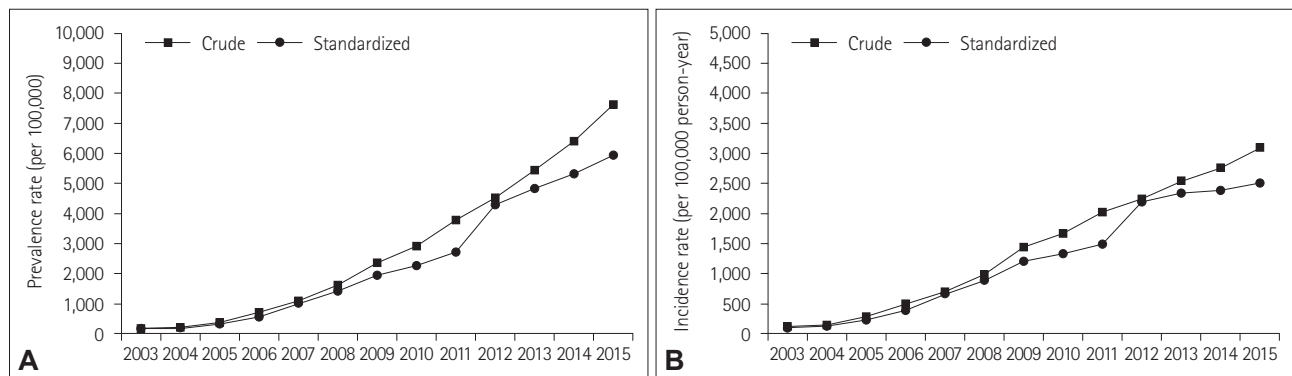 10,000
9,000
8,000
7,000
6,000
5,000
4,000
3,000
2,000
1,000
0
Prevalence rate (per 100,000)
Crude
Standardized
2003 2004 2005 2006 2007 2008 2009 2010 2011 2012 2013 2014 2015
A
5,000
4,500
4,000
3,500
3,000
2,500
2,000
1,500
1,000
500
0
Incidence rate (per 100,000 person-year)
Crude
Standardized
2003 2004 2005 2006 2007 2008 2009 2010 2011 2012 2013 2014 2015
B